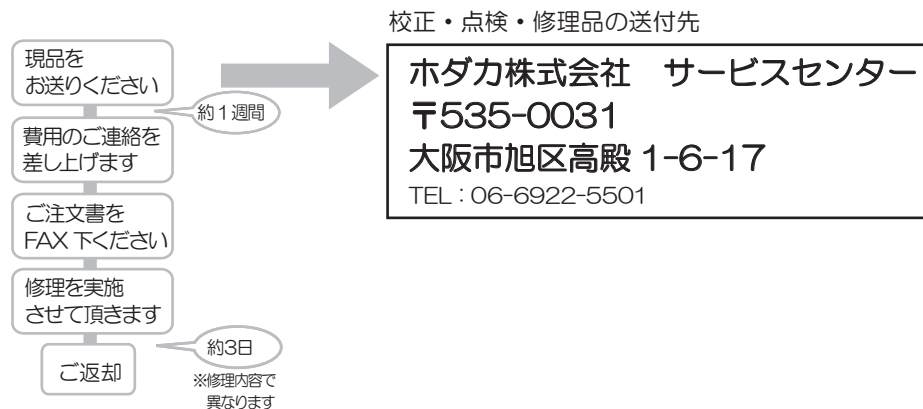 校正・点検・修理品の送付先
ホダカ株式会社　サービスセンター
〒535-0031
大阪市旭区高殿 1-6-17
TEL：06-6922-5501
現品を
お送りください
約１週間
費用のご連絡を
差し上げます
ご注文書を
FAX 下ください
修理を実施
させて頂きます
約3日
ご返却
※修理内容で
異なります